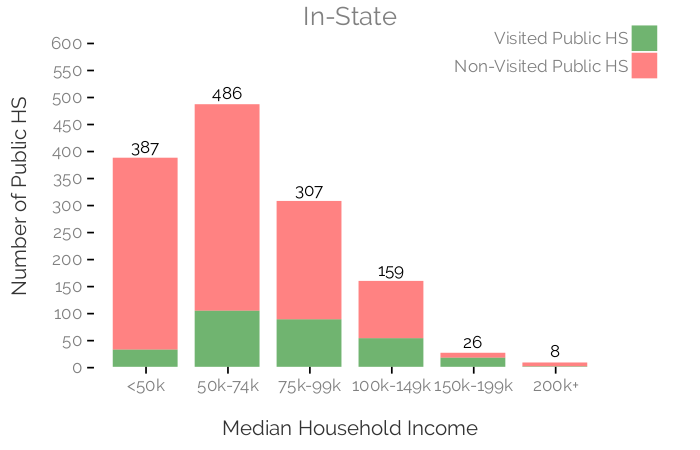 In-State
Visited Public HS
Non-Visited Public HS
Number of Public HS
600
550
500
450
400
350
300
250
200
150
100
50
0
387
486
307
159
26
8
<50k
50k-74k
75k-99k
100k-149k
150k-199k
200k+
Median Household Income